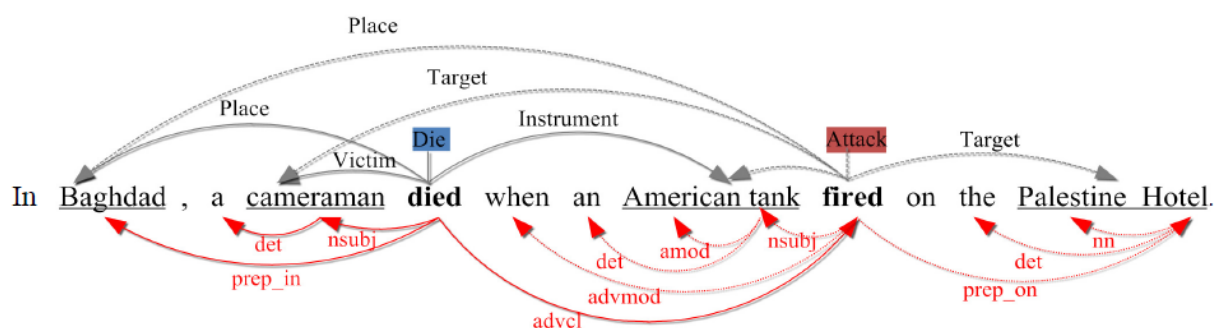 Place
Target
Place
Instrument
Die
Attack
Target
Victim
In Baghdad , a cameraman died when an American tank fired on the Palestine Hotel.
det
nsubj
prep_in
advcl
advmod
det
amod
nsubj
prep_on
det
nn